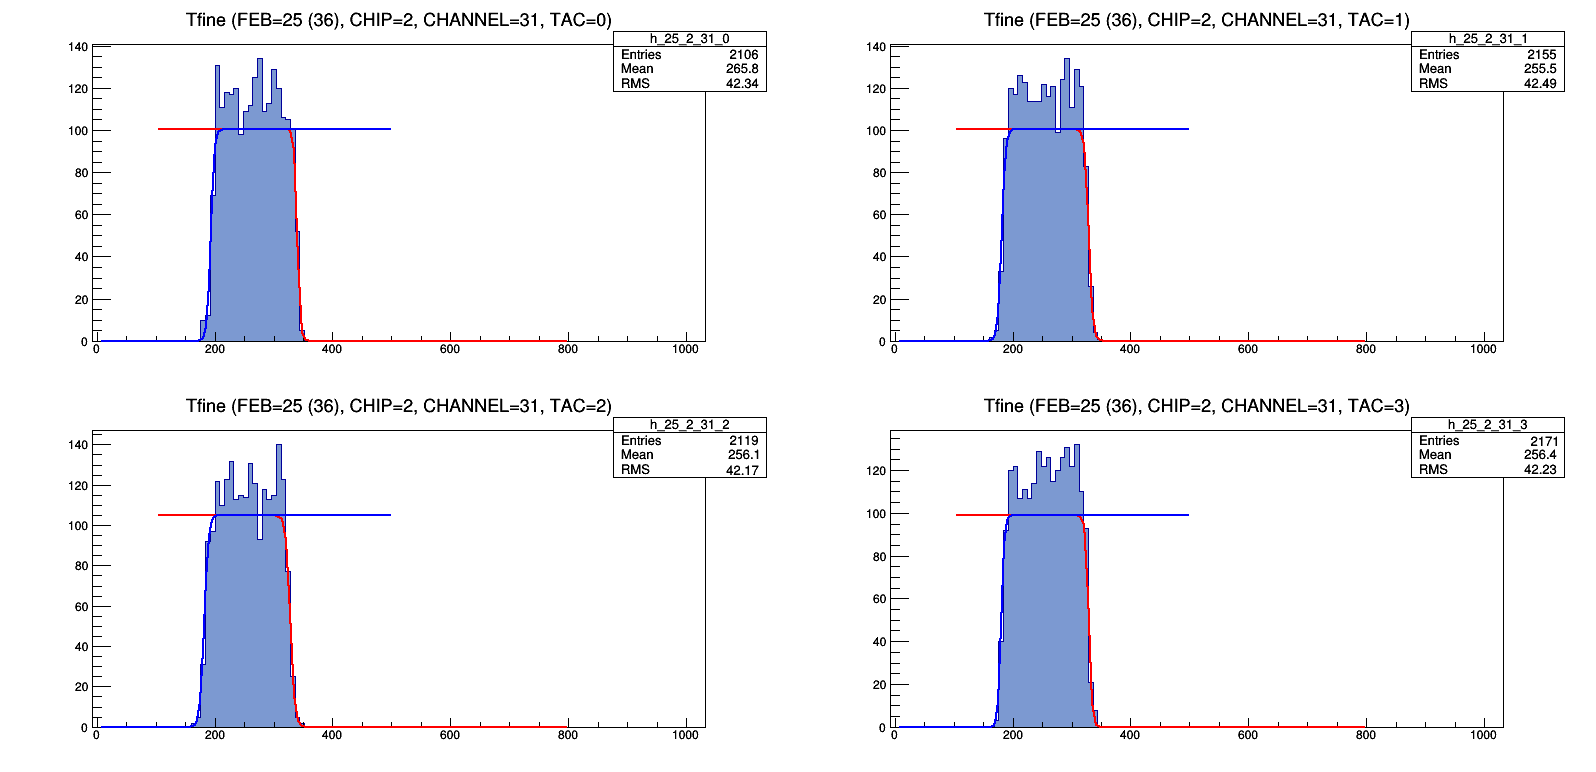 Tfine (FEB=25 (36), CHIP=2, CHANNEL=31, TAC=0)
h_25_2_31_0
Entries 2106
Mean 265.8
RMS 42.34
140
120
100
80
60
40
20
0
0 200 400 600 800 1000
Tfine (FEB=25 (36), CHIP=2, CHANNEL=31, TAC=1)
h_25_2_31_1
Entries 2155
Mean 255.5
RMS 42.49
140
120
100
80
60
40
20
0
0 200 400 600 800 1000
Tfine (FEB=25 (36), CHIP=2, CHANNEL=31, TAC=2)
h_25_2_31_2
Entries 2119
Mean 256.1
RMS 42.17
140
120
100
80
60
40
20
0
0 200 400 600 800 1000
Tfine (FEB=25 (36), CHIP=2, CHANNEL=31, TAC=3)
h_25_2_31_3
Entries 2171
Mean 256.4
RMS 42.23
120
100
80
60
40
20
0
0 200 400 600 800 1000